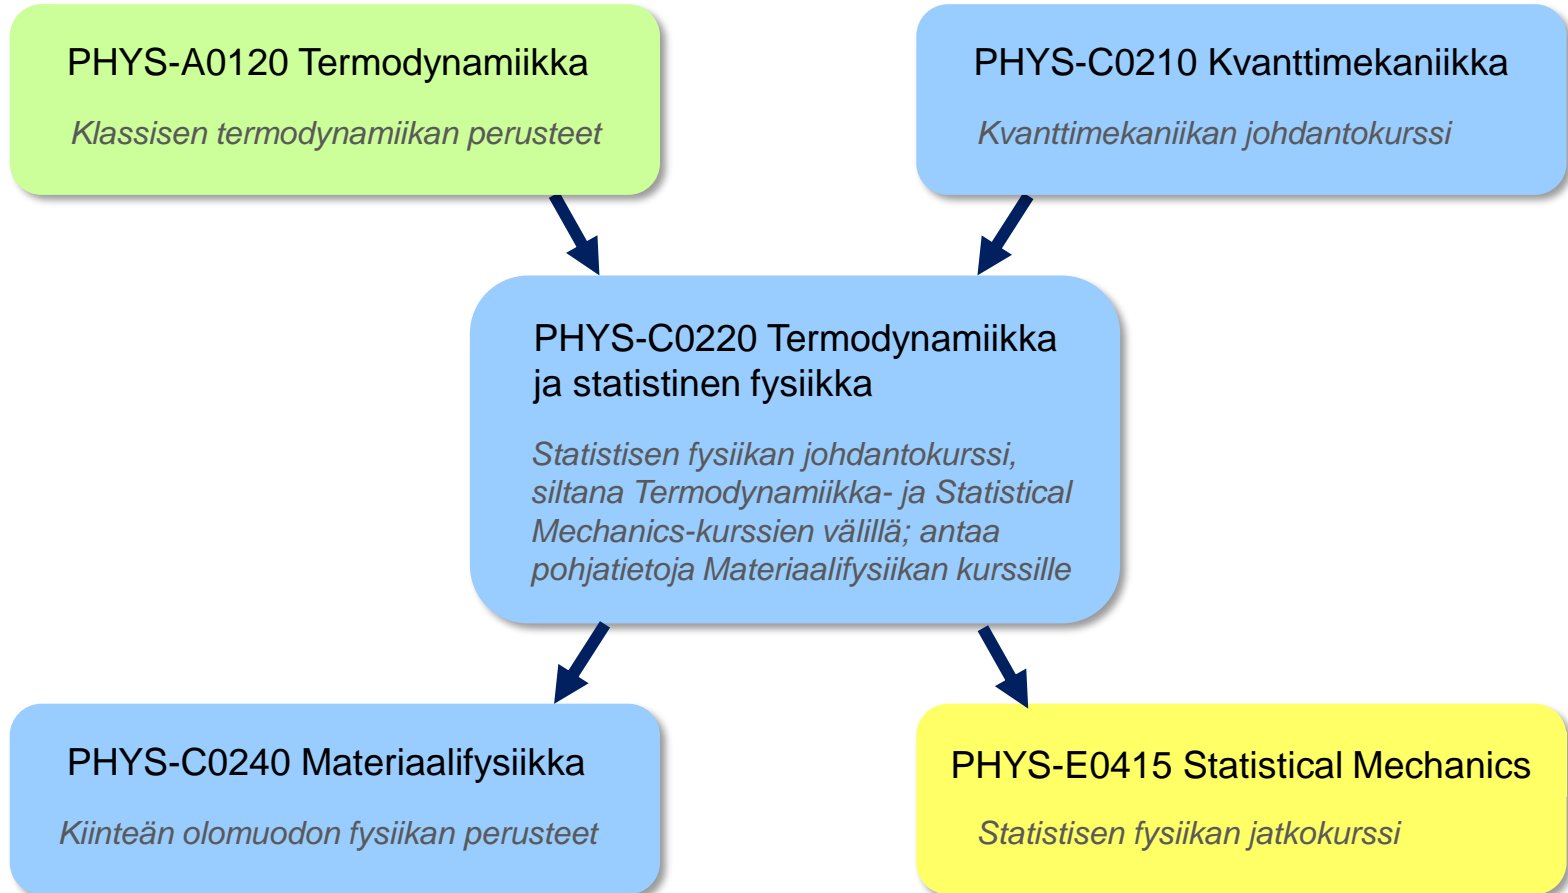 PHYS-A0120 Termodynamiikka
Klassisen termodynamiikan perusteet
PHYS-C0210 Kvanttimekaniikka
Kvanttimekaniikan johdantokurssi
PHYS-C0220 Termodynamiikka
ja statistinen fysiikka
Statistisen fysiikan johdantokurssi,
siltana Termodynamiikka- ja Statistical
Mechanics-kurssien välillä; antaa
pohjatietoja Materiaalifysiikan kurssille
PHYS-C0240 Materiaalifysiikka
Kiinteän olomuodon fysiikan perusteet
PHYS-E0415 Statistical Mechanics
Statistisen fysiikan jatkokurssi